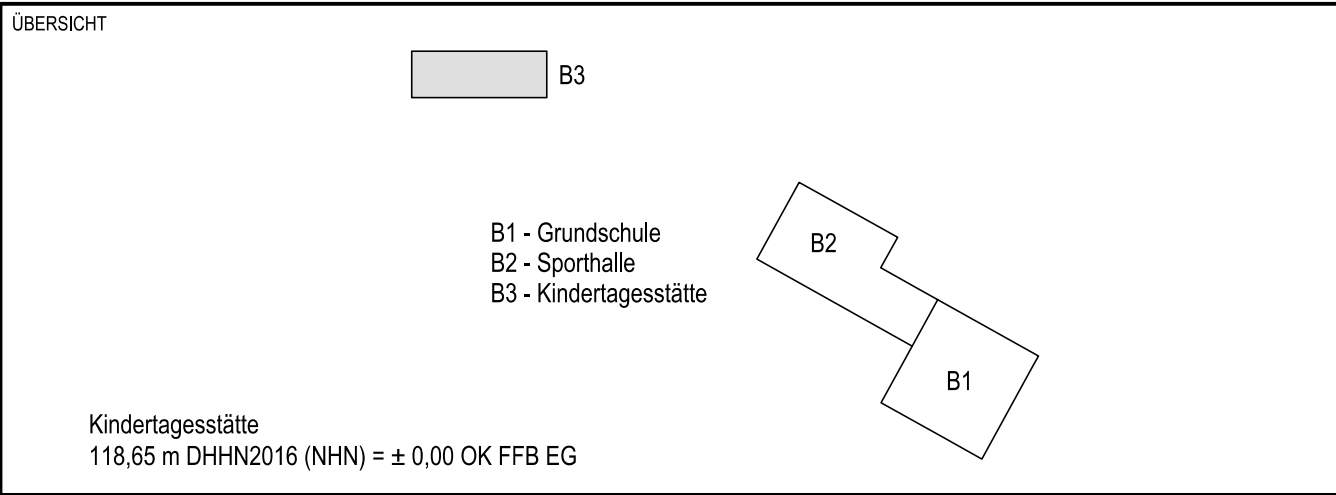 ÜBERSICHT
B3
B1 - Grundschule
B2 - Sporthalle
B3 - Kindertagesstätte
B2
B1
Kindertagesstätte
118,65 m DHHN2016 (NHN) = ± 0,00 OK FFB EG